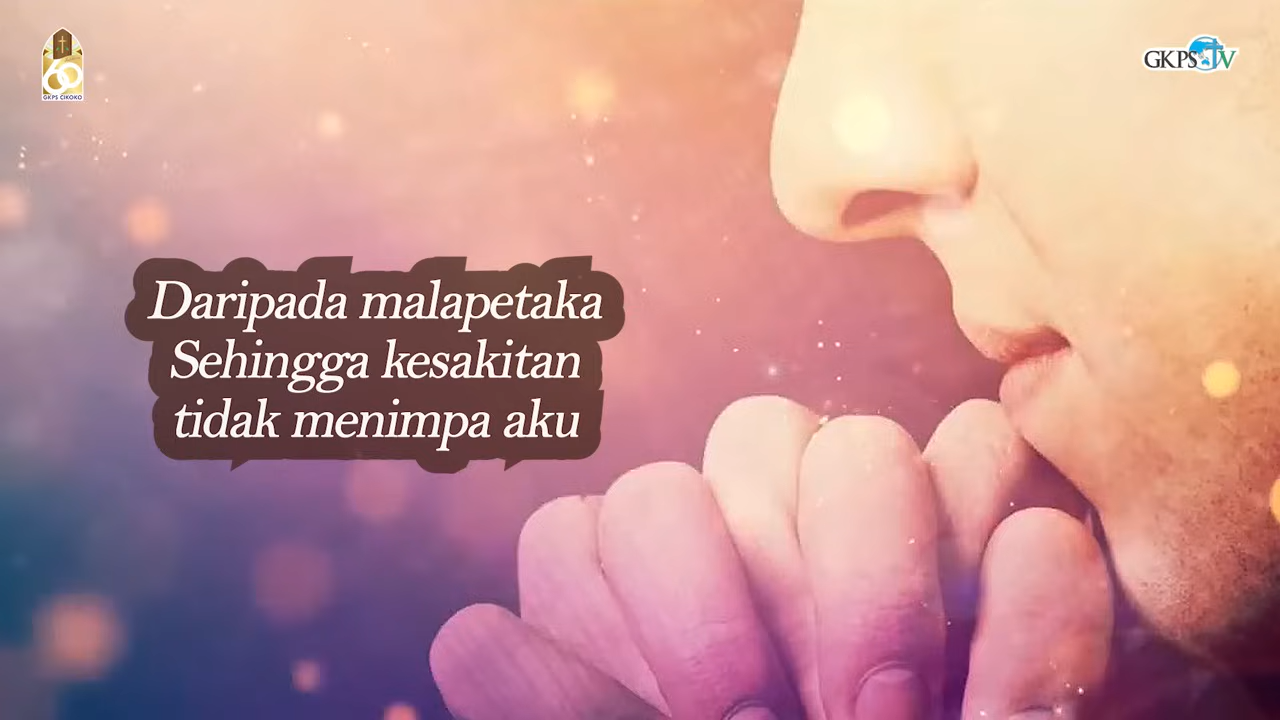 60
GKPS CIKOKO
GKPS TV
Daripada malapetaka
Sehingga kesakitan
tidak menimpa aku